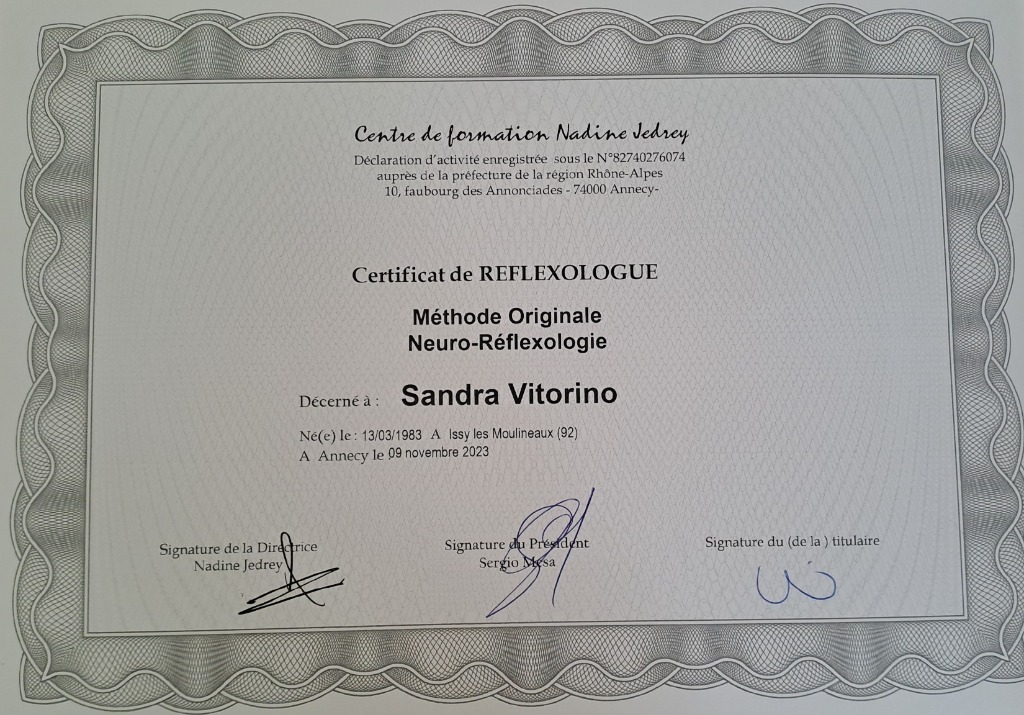 Centre de formation Nadine Jedrey
Déclaration d'activité enregistrée sous le N°82740276074
auprès de la préfecture de la région Rhône-Alpes
10, faubourg des Annonciades - 74000 Annecy-
Certificat de REFLEXOLOGUE
Méthode Originale
Neuro-Réflexologie
Décerné à : Sandra Vitorino
Né(e) le : 13/03/1983 A Issy les Moulineaux (92)
A Annecy le 09 novembre 2023
Signature de la Directrice
Nadine Jedrey
Signature du Président
Sergio Mesa
Signature du (de la ) titulaire